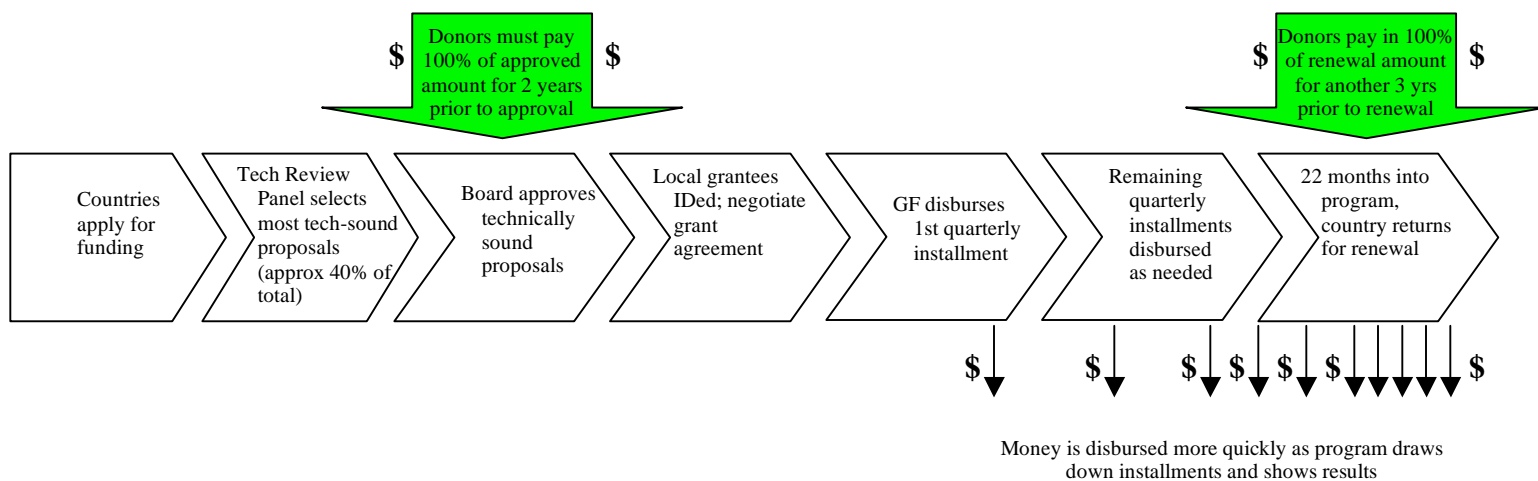 $
Donors must pay
100% of approved
amount for 2 years
prior to approval
$
$
Donors pay in 100%
of renewal amount
for another 3 yrs
prior to renewal
$
Countries
apply for
funding
Tech Review
Panel selects
most tech-sound
proposals
(approx 40% of
total)
Board approves
technically
sound
proposals
Local grantees
IDed; negotiate
grant
agreement
GF disburses
1st quarterly
installment
Remaining
quarterly
installments
disbursed
as needed
22 months into
program,
country returns
for renewal
$ $ $ $ $ $ $
Money is disbursed more quickly as program draws
down installments and shows results